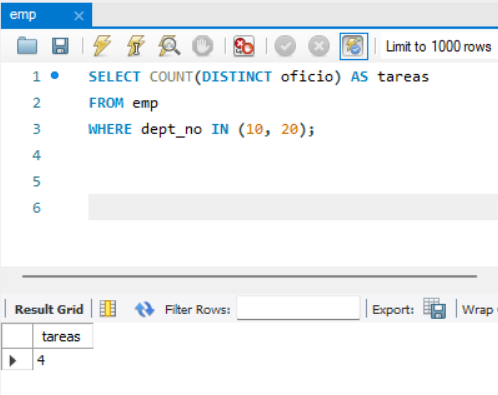 emp
Limit to 1000 rows
1 SELECT COUNT(DISTINCT oficio) AS tareas
2 FROM emp
3 WHERE dept_no IN (10, 20);
4
5
6
Result Grid Filter Rows: Export: Wrap
tareas
4